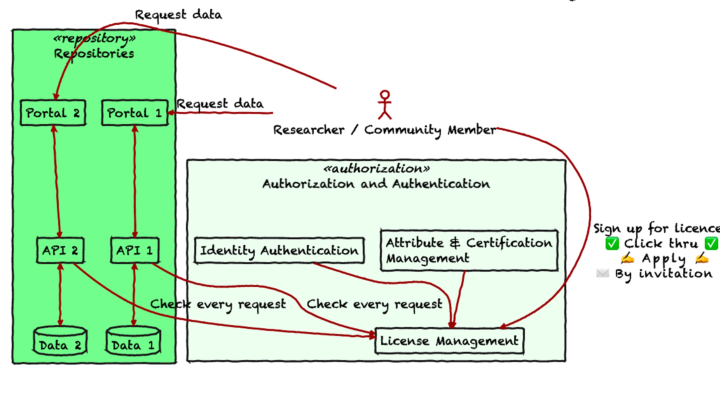 Request data
«repository»
Repositories
Portal 2
Portal 1
Request data
Researcher / Community Member
«authorization»
Authorization and Authentication
API 2
API 1
Identity Authentication
Attribute & Certification
Management
Sign up for licence
✅ Click thru ✅
✍ Apply ✍
✉ By invitation
Check every request
Check every request
Data 2
Data 1
License Management